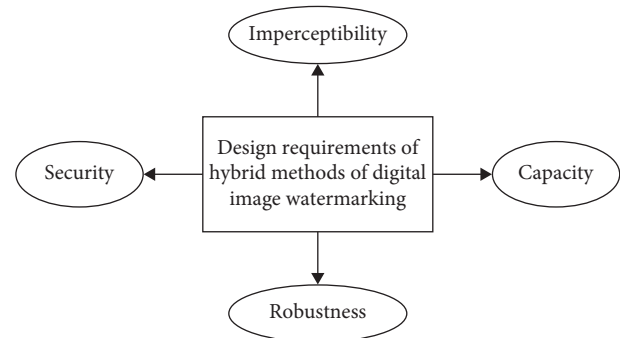 Imperceptibility
Design requirements of
hybrid methods of digital
image watermarking
Security
Capacity
Robustness